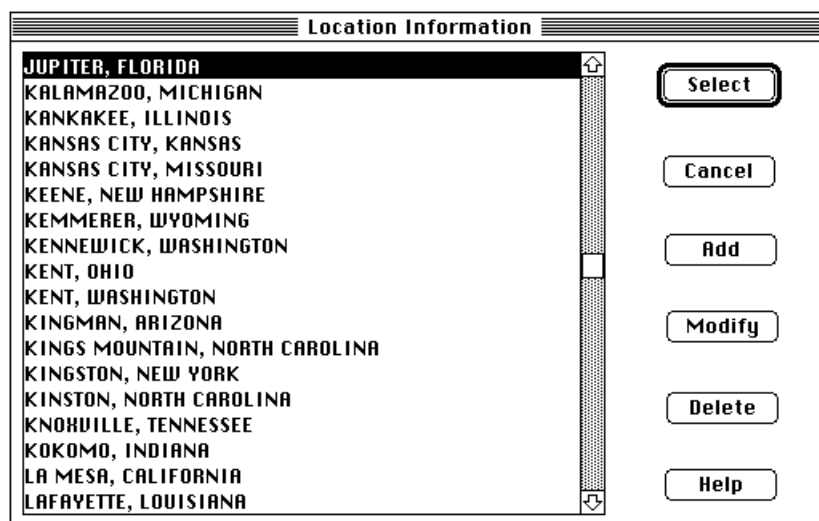 Location Information
JUPITER, FLORIDA
KALAMAZOO, MICHIGAN
KANKAKEE, ILLINOIS
KANSAS CITY, KANSAS
KANSAS CITY, MISSOURI
KEENE, NEW HAMPSHIRE
KEMMERER, WYOMING
KENNEWICK, WASHINGTON
KENT, OHIO
KENT, WASHINGTON
KINGMAN, ARIZONA
KINGS MOUNTAIN, NORTH CAROLINA
KINGSTON, NEW YORK
KINSTON, NORTH CAROLINA
KNOXVILLE, TENNESSEE
KOKOMO, INDIANA
LA MESA, CALIFORNIA
LAFAYETTE, LOUISIANA
Select
Cancel
Add
Modify
Delete
Help